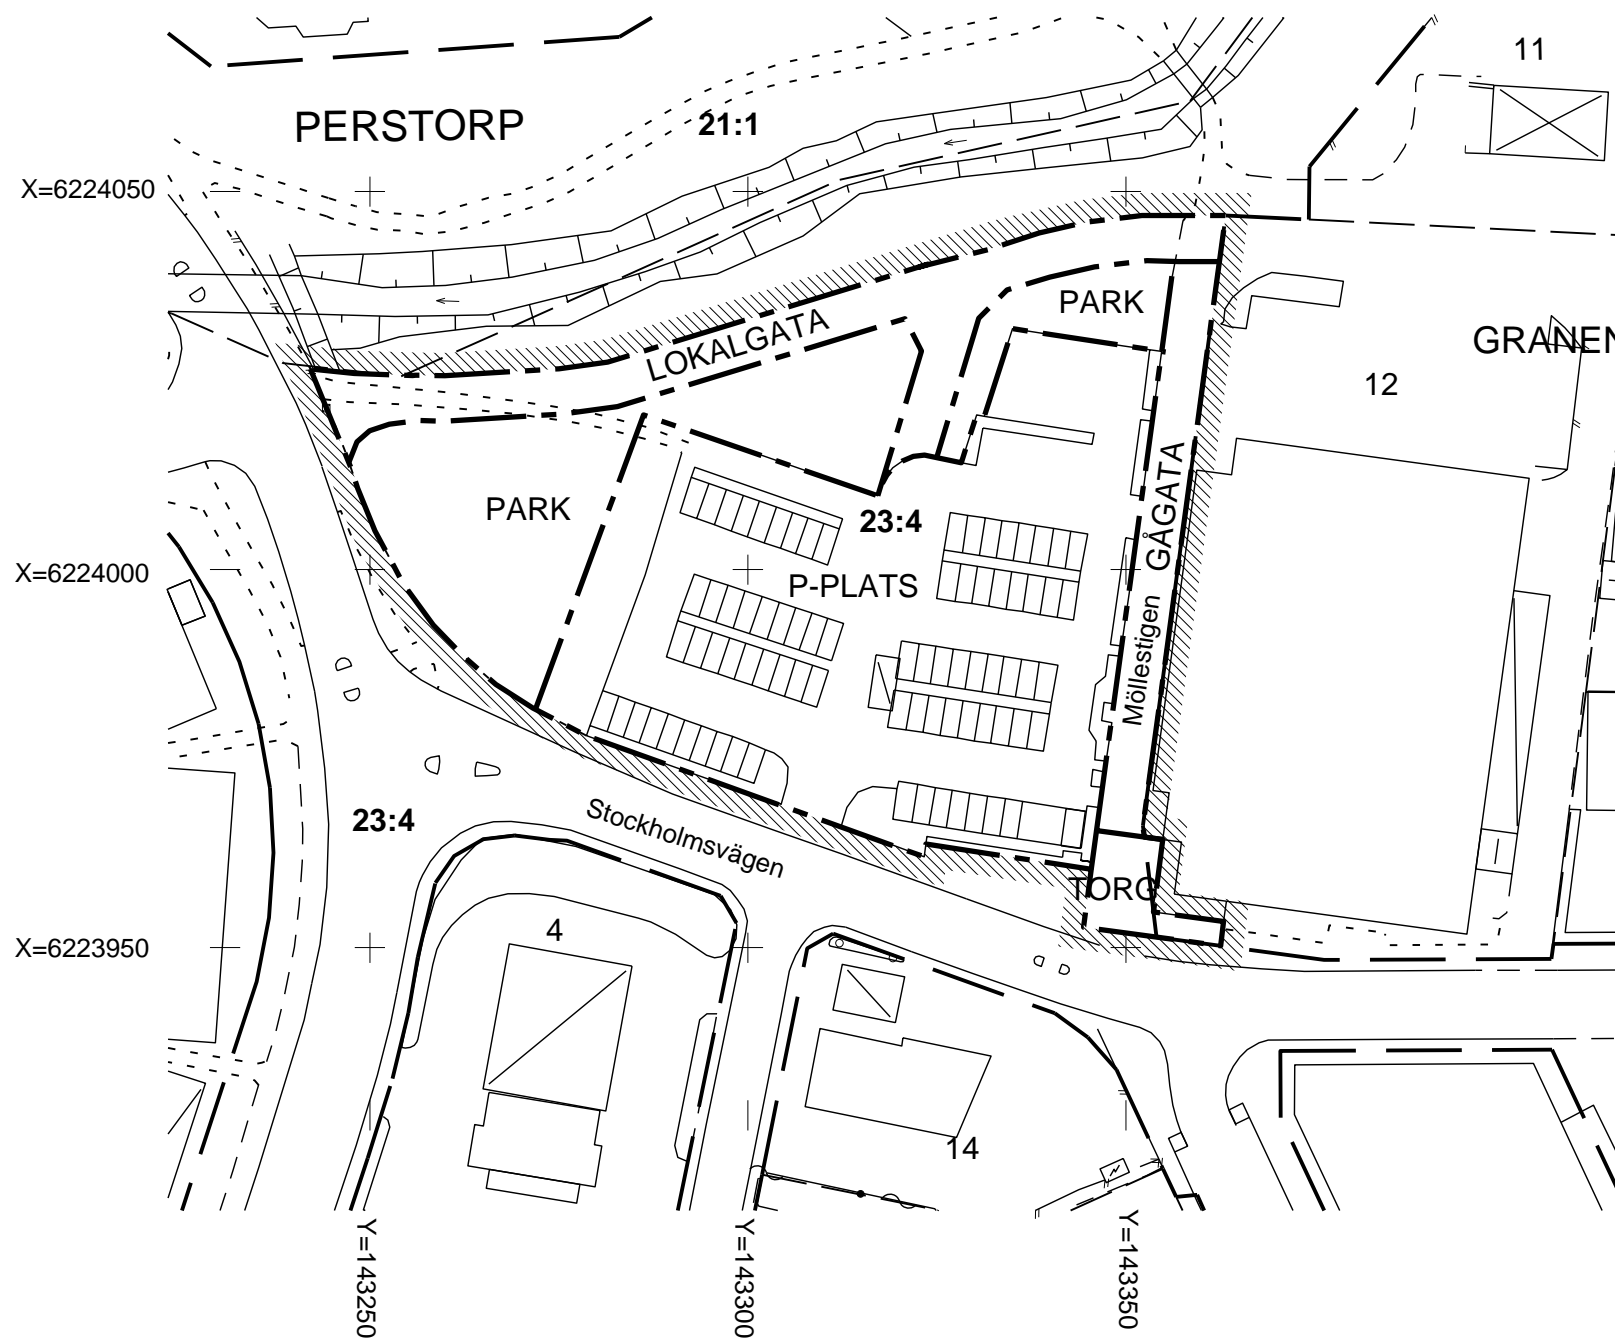 11
PERSTORP
21:1
X=6224050
PARK
LOKALGATA
GRANEN
12
PARK
GÅGATA
23:4
X=6224000
P-PLATS
Möllestigen
23:4
Stockholmsvägen
TORG
4
X=6223950
14
Y=143250
Y=143300
Y=143350